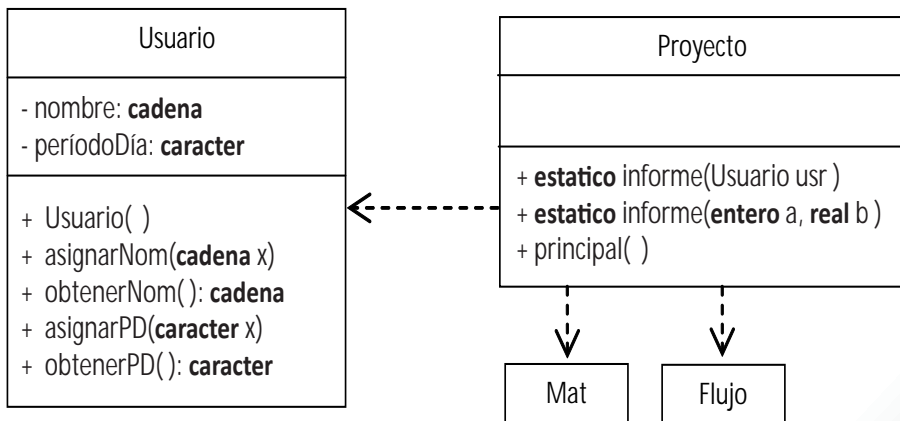 Usuario
- nombre: cadena
- períodoDía: caracter
+ Usuario( )
+ asignarNom(cadena x)
+ obtenerNom( ): cadena
+ asignarPD(caracter x)
+ obtenerPD( ): caracter
Proyecto
+ estatico informe(Usuario usr )
+ estatico informe(entero a, real b )
+ principal( )
Mat
Flujo